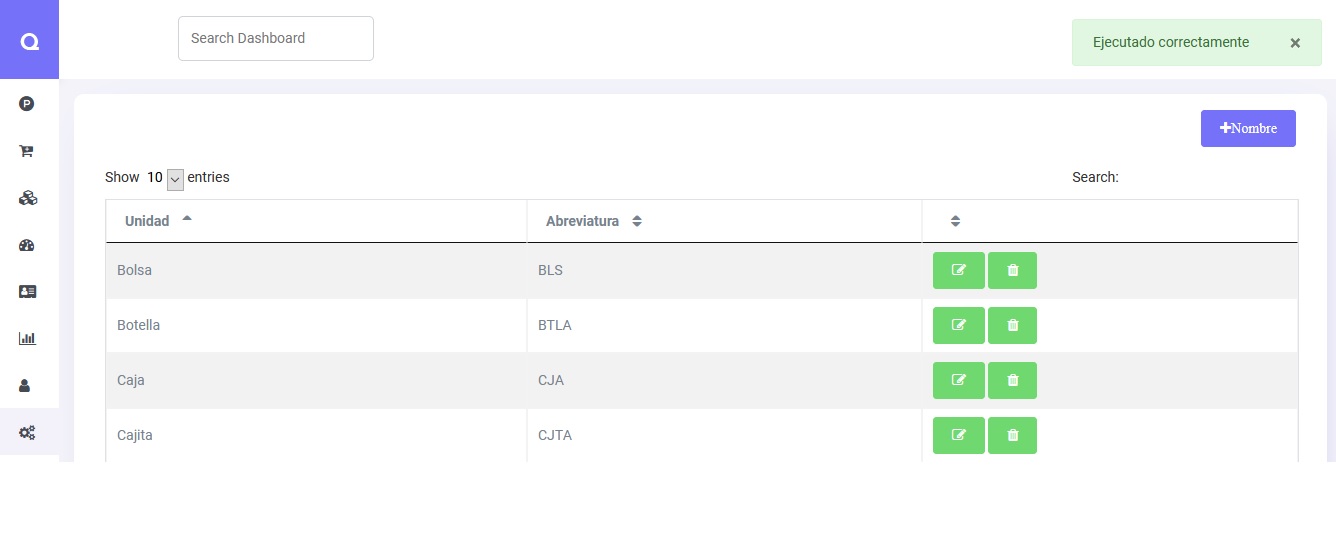 Search Dashboard
Ejecutado correctamente ×
Nombre
Show 10 entries
Search:
Unidad Abreviatura
Bolsa BLS
Botella BTLA
Caja CJA
Cajita CJTA